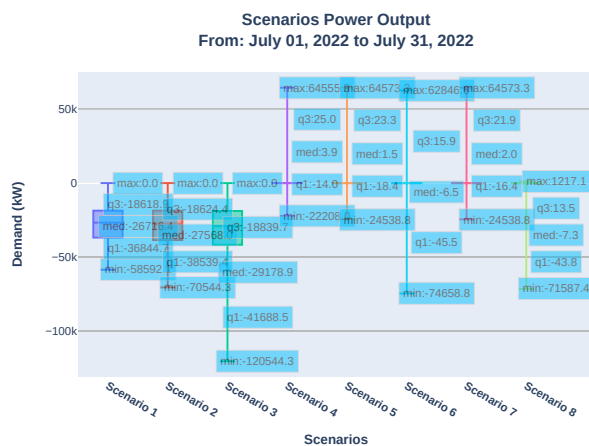 Scenarios Power Output
From: July 01, 2022 to July 31, 2022
Demand (kW)
50k
0
−50k
−100k
max:0.0
q3:-18618.9
med:-26716.4
q1:-36844.7
min:-58592.
max:0.0
q3:-18624.4
med:-27568.0
q1:-38539.4
min:-70544.3
max:0.0
q3:-18839.7
med:-29178.9
q1:-41688.5
min:-120544.3
max:64555.
q3:25.0
med:3.9
q1:-14.0
min:-22208.
max:64573.3
q3:23.3
med:1.5
q1:-18.4
min:-24538.8
max:62846.
q3:15.9
med:-6.5
q1:-45.5
min:-74658.8
max:64573.3
q3:21.9
med:2.0
q1:-16.4
min:-24538.8
max:1217.1
q3:13.5
med:-7.3
q1:-43.8
min:-71587.4
Scenario 1
Scenario 2
Scenario 3
Scenario 4
Scenario 5
Scenario 6
Scenario 7
Scenario 8
Scenarios